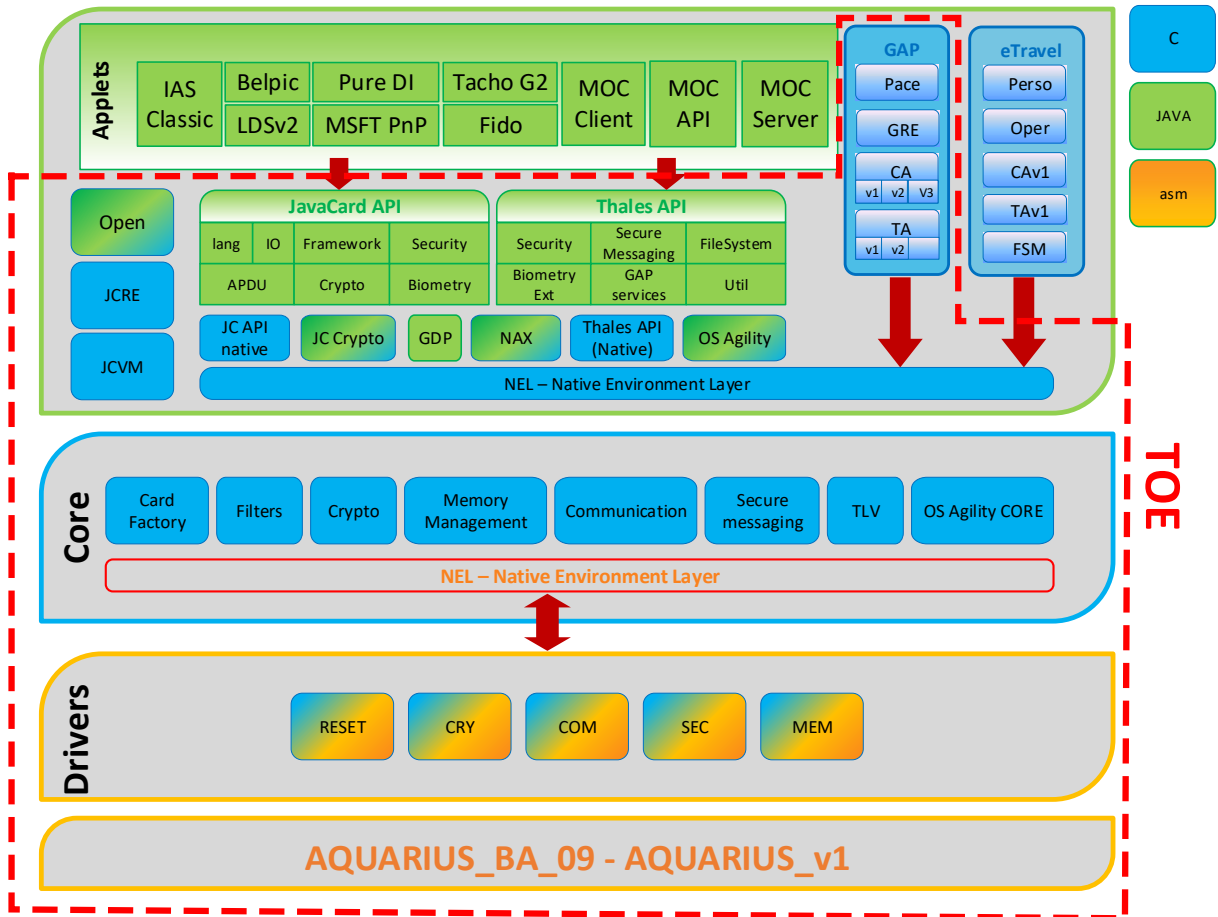 Applets
IAS
Classic
Belpic
LDSv2
Pure DI
MSFT PnP
Tacho G2
Fido
MOC
Client
MOC
API
MOC
Server
GAP
Pace
GRE
CA
v1 v2 V3
TA
v1 v2
eTravel
Perso
Oper
CAv1
TAv1
FSM
C
JAVA
asm
Open
JCRE
JCVM
JavaCard API
lang IO Framework Security
APDU Crypto Biometry
Thales API
Security
Secure
Messaging
FileSystem
Biometry
Ext
GAP
services
Util
JC API
native
JC Crypto
GDP
NAX
Thales API
(Native)
OS Agility
NEL – Native Environment Layer
TOE
Core
Card
Factory
Filters
Crypto
Memory
Management
Communication
Secure
messaging
TLV
OS Agility CORE
NEL – Native Environment Layer
Drivers
RESET
CRY
COM
SEC
MEM
AQUARIUS_BA_09 - AQUARIUS_v1